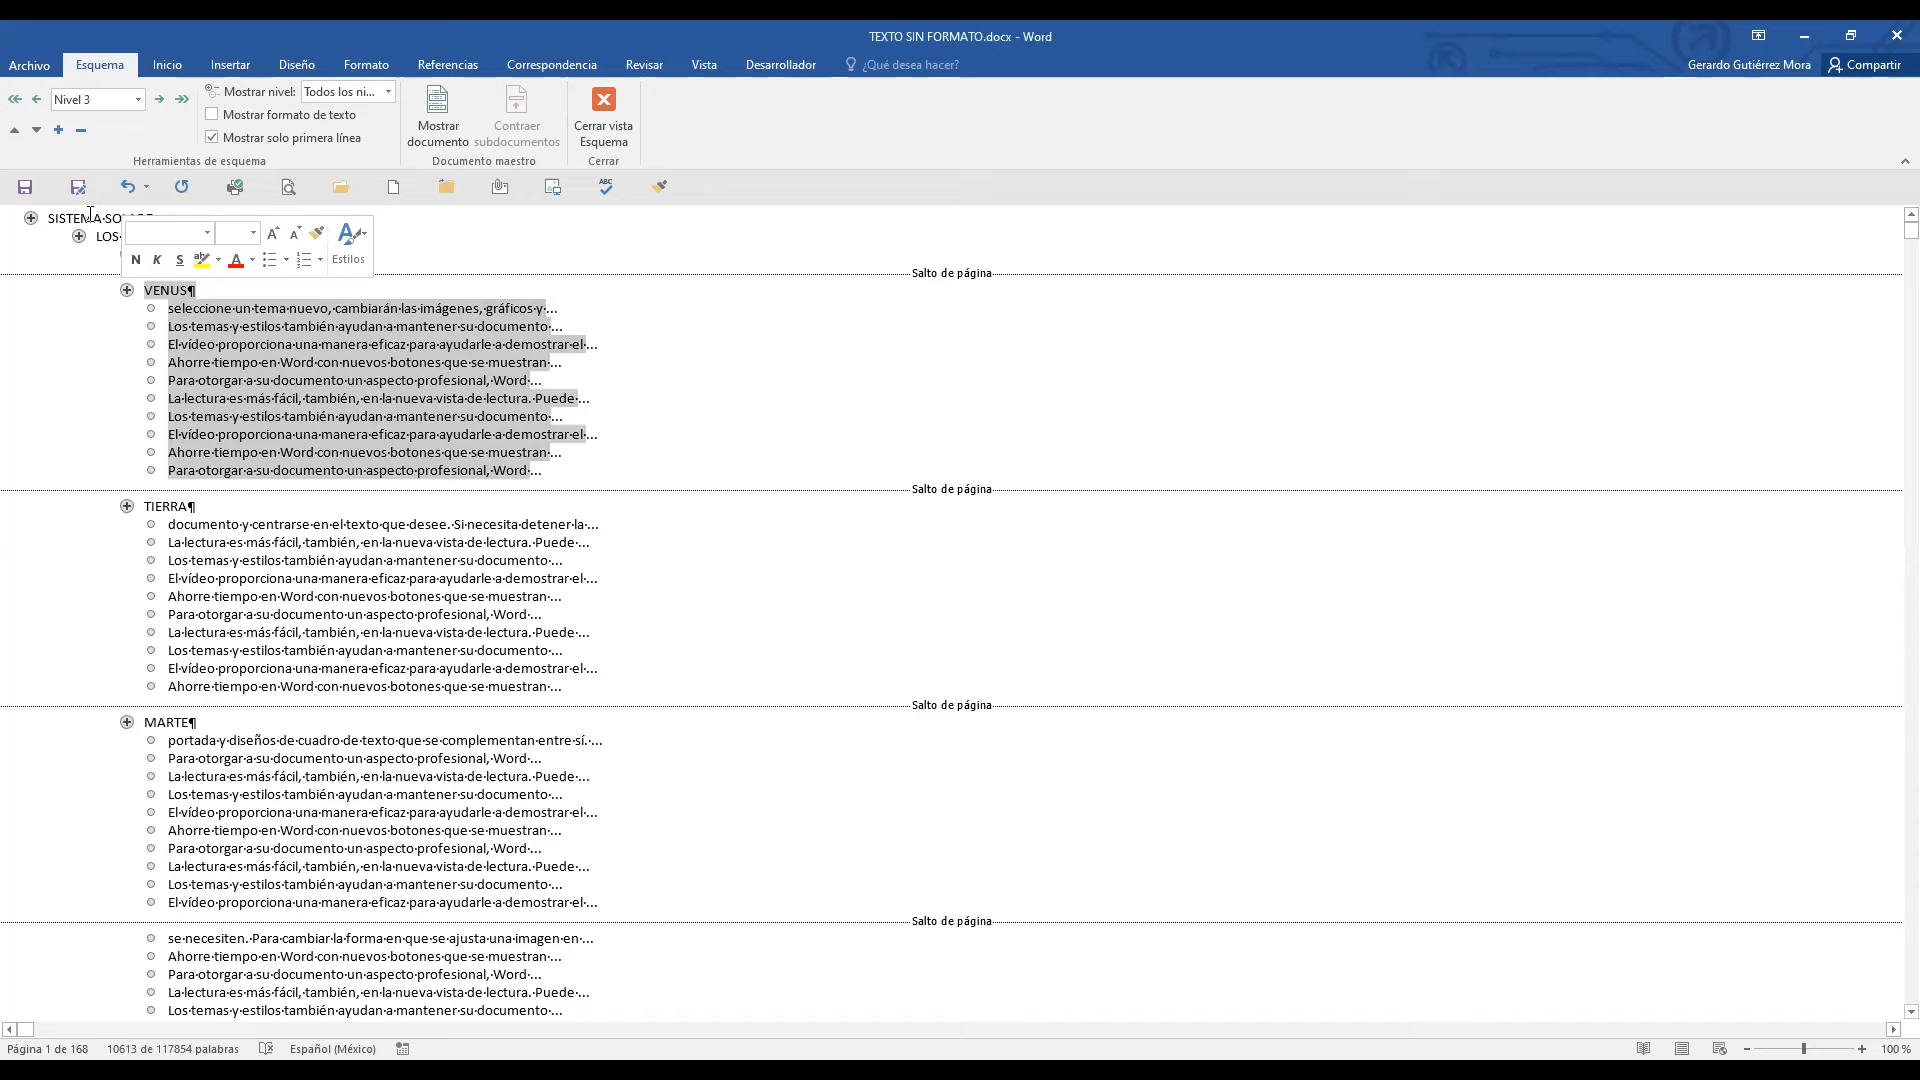 TEXTO SIN FORMATO.docx - Word
Archivo Esquema Inicio Insertar Diseño Formato Referencias Correspondencia Revisar Vista Desarrollador ¿Qué desea hacer? Gerardo Gutiérrez Mora Compartir
Nivel 3
Mostrar nivel: Todos los ni...
Mostrar formato de texto
Mostrar solo primera línea
Herramientas de esquema
Mostrar documento
Contraer subdocumentos
Documento maestro
Cerrar vista Esquema
Cerrar
ABC
LOS
N K S ab A A Estilos
Salto de página
VENUS¶
seleccione·un·tema·nuevo,·cambiarán·las·imágenes,·gráficos·y·...
Los·temas·y·estilos·también·ayudan·a·mantener·su·documento·...
El·vídeo·proporciona·una·manera·eficaz·para·ayudarle·a·demostrar·el·...
Ahorre·tiempo·en·Word·con·nuevos·botones·que·se·muestran·...
Para·otorgar·a·su·documento·un·aspecto·profesional,·Word·...
La·lectura·es·más·fácil,·también,·en·la·nueva·vista·de·lectura.·Puede·...
Los·temas·y·estilos·también·ayudan·a·mantener·su·documento·...
El·vídeo·proporciona·una·manera·eficaz·para·ayudarle·a·demostrar·el·...
Ahorre·tiempo·en·Word·con·nuevos·botones·que·se·muestran·...
Para·otorgar·a·su·documento·un·aspecto·profesional,·Word·...
Salto de página
TIERRA¶
documento·y·centrarse·en·el·texto·que·desee.·Si·necesita·detener·la·...
La·lectura·es·más·fácil,·también,·en·la·nueva·vista·de·lectura.·Puede·...
Los·temas·y·estilos·también·ayudan·a·mantener·su·documento·...
El·vídeo·proporciona·una·manera·eficaz·para·ayudarle·a·demostrar·el·...
Ahorre·tiempo·en·Word·con·nuevos·botones·que·se·muestran·...
Para·otorgar·a·su·documento·un·aspecto·profesional,·Word·...
La·lectura·es·más·fácil,·también,·en·la·nueva·vista·de·lectura.·Puede·...
Los·temas·y·estilos·también·ayudan·a·mantener·su·documento·...
El·vídeo·proporciona·una·manera·eficaz·para·ayudarle·a·demostrar·el·...
Ahorre·tiempo·en·Word·con·nuevos·botones·que·se·muestran·...
Salto de página
MARTE¶
portada·y·diseños·de·cuadro·de·texto·que·se·complementan·entre·sí.·...
Para·otorgar·a·su·documento·un·aspecto·profesional,·Word·...
La·lectura·es·más·fácil,·también,·en·la·nueva·vista·de·lectura.·Puede·...
Los·temas·y·estilos·también·ayudan·a·mantener·su·documento·...
El·vídeo·proporciona·una·manera·eficaz·para·ayudarle·a·demostrar·el·...
Ahorre·tiempo·en·Word·con·nuevos·botones·que·se·muestran·...
Para·otorgar·a·su·documento·un·aspecto·profesional,·Word·...
La·lectura·es·más·fácil,·también,·en·la·nueva·vista·de·lectura.·Puede·...
Los·temas·y·estilos·también·ayudan·a·mantener·su·documento·...
El·vídeo·proporciona·una·manera·eficaz·para·ayudarle·a·demostrar·el·...
Salto de página
se·necesiten.·Para·cambiar·la·forma·en·que·se·ajusta·una·imagen·en·...
Ahorre·tiempo·en·Word·con·nuevos·botones·que·se·muestran·...
Para·otorgar·a·su·documento·un·aspecto·profesional,·Word·...
La·lectura·es·más·fácil,·también,·en·la·nueva·vista·de·lectura.·Puede·...
Los·temas·y·estilos·también·ayudan·a·mantener·su·documento·...
Página 1 de 168 10613 de 117854 palabras Español (México) 100 %